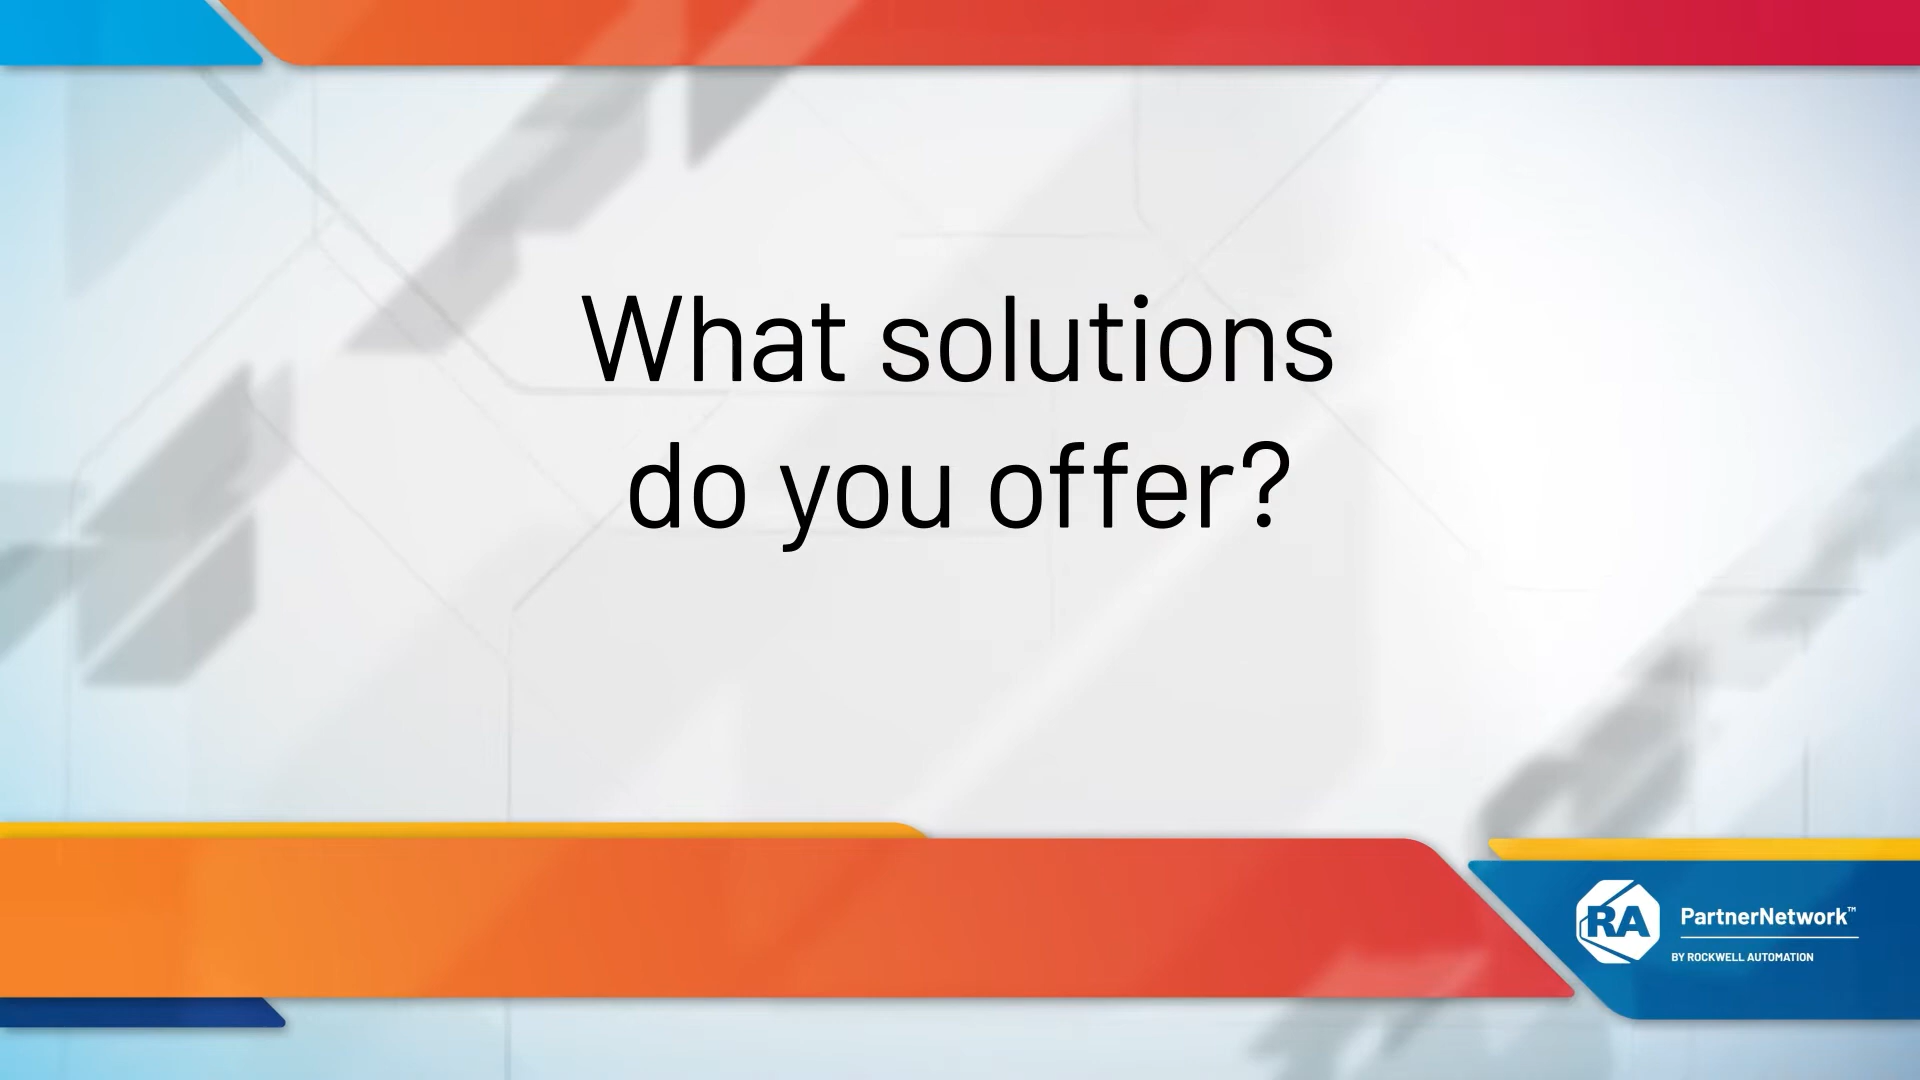 What solutions
do you offer?
RA
PartnerNetwork™
BY ROCKWELL AUTOMATION